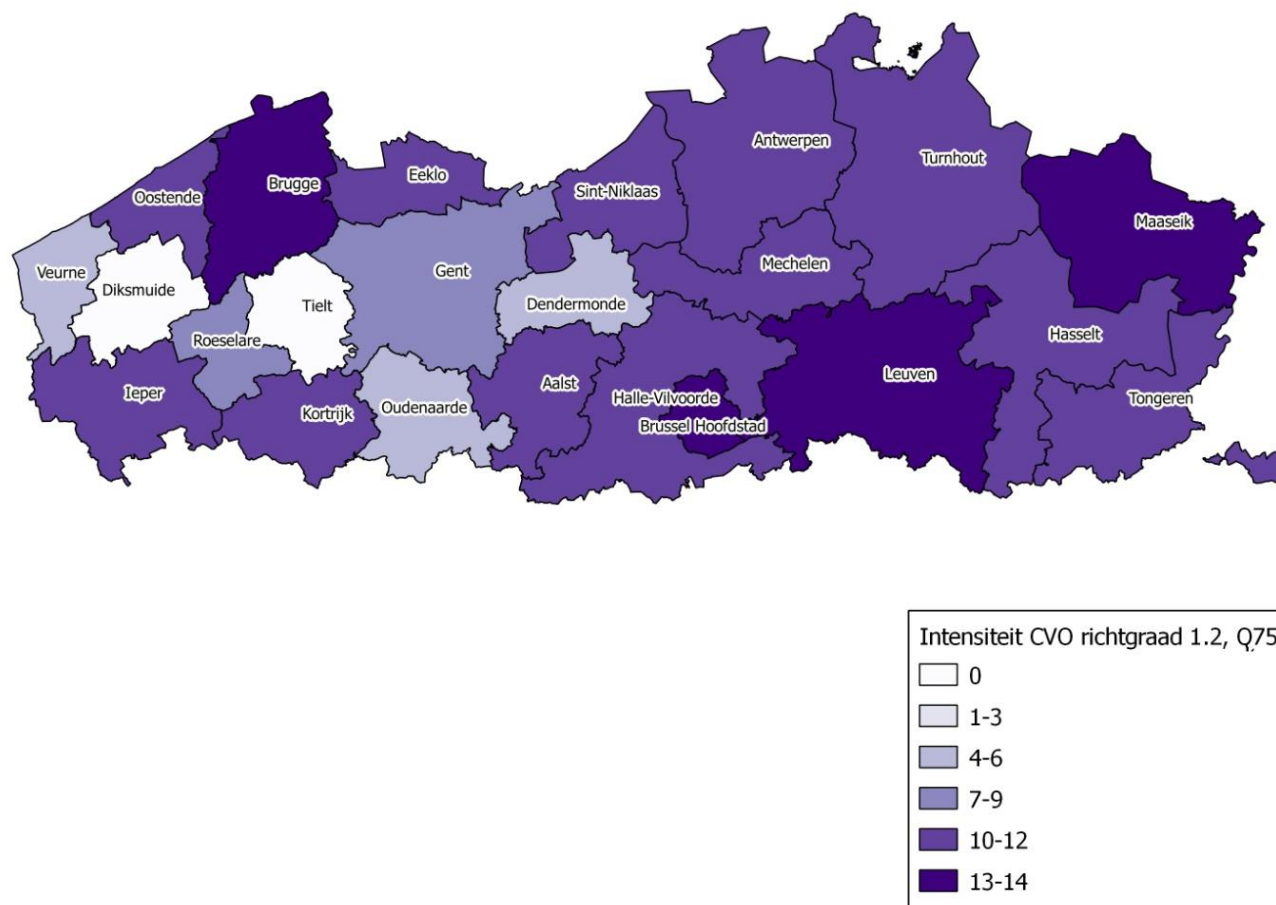 Antwerpen
Turnhout
Eeklo
Brugge
Sint-Niklaas
Oostende
Maaseik
Mechelen
Veurne
Gent
Diksmuide
Tielt
Dendermonde
Hasselt
Roeselare
Leuven
Aalst
Ieper
Halle-Vilvoorde
Tongeren
Oudenaarde
Kortrijk
Brussel Hoofdstad
Intensiteit CVO richtgraad 1.2, Q75
0
1-3
4-6
7-9
10-12
13-14